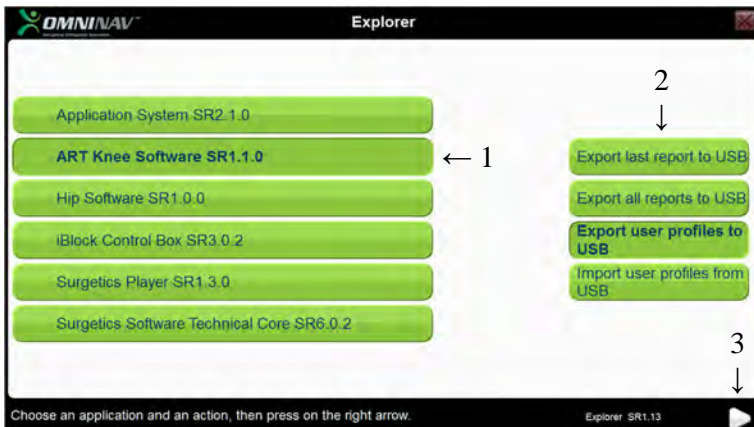 OMNINAV™
Explorer
Application System SR2.1.0
ART Knee Software SR1.1.0
Hip Software SR1.0.0
iBlock Control Box SR3.0.2
Surgetics Player SR1.3.0
Surgetics Software Technical Core SR6.0.2
← 1
2
↓
Export last report to USB
Export all reports to USB
Export user profiles to
USB
Import user profiles from
USB
3
↓
Choose an application and an action, then press on the right arrow.
Explorer SR1.13